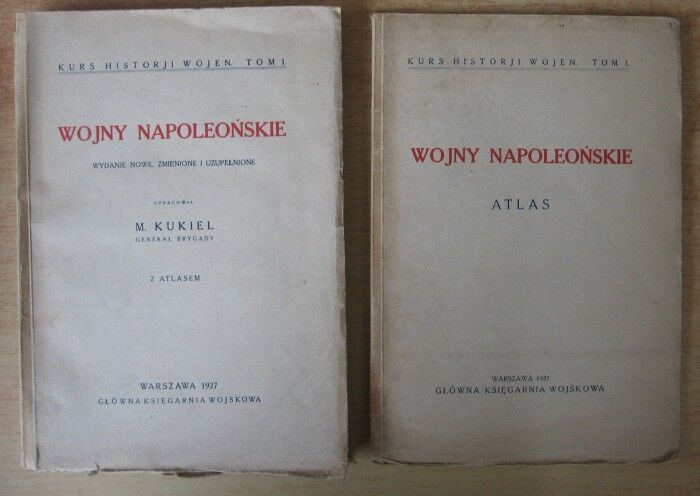 KURS HISTORJI WOJEN. TOM I.
WOJNY NAPOLEOŃSKIE
WYDANIE NOWE, ZMIENIONE I UZUPEŁNIONE
OPRACOWAŁ
M. KUKIEL
GENERAŁ BRYGADY
Z ATLASEM
WARSZAWA 1927
GŁÓWNA KSIĘGARNIA WOJSKOWA
KURS HISTORJI WOJEN. TOM I.
WOJNY NAPOLEOŃSKIE
ATLAS
WARSZAWA 1927
GŁÓWNA KSIĘGARNIA WOJSKOWA